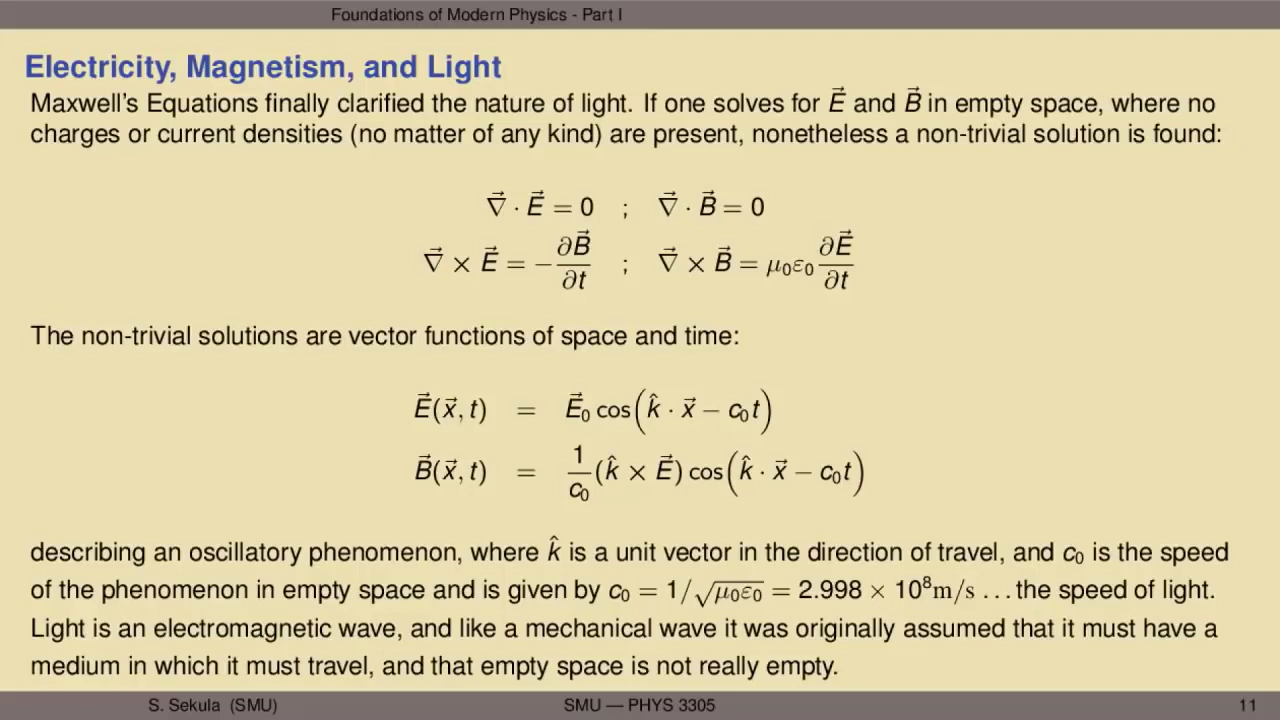 Foundations of Modern Physics - Part I
Electricity, Magnetism, and Light
Maxwell's Equations finally clarified the nature of light. If one solves for E⃗ and B⃗ in empty space, where no
charges or current densities (no matter of any kind) are present, nonetheless a non-trivial solution is found:
∇⃗ · E⃗ = 0 ; ∇⃗ · B⃗ = 0
∇⃗ × E⃗ = −∂B⃗/∂t ; ∇⃗ × B⃗ = μ₀ε₀ ∂E⃗/∂t
The non-trivial solutions are vector functions of space and time:
E⃗(x⃗, t) = E⃗₀ cos(k̂ · x⃗ − c₀t)
B⃗(x⃗, t) = 1/c₀ (k̂ × E⃗) cos(k̂ · x⃗ − c₀t)
describing an oscillatory phenomenon, where k̂ is a unit vector in the direction of travel, and c₀ is the speed
of the phenomenon in empty space and is given by c₀ = 1/√μ₀ε₀ = 2.998 × 10⁸m/s ... the speed of light.
Light is an electromagnetic wave, and like a mechanical wave it was originally assumed that it must have a
medium in which it must travel, and that empty space is not really empty.
S. Sekula (SMU) SMU — PHYS 3305 11